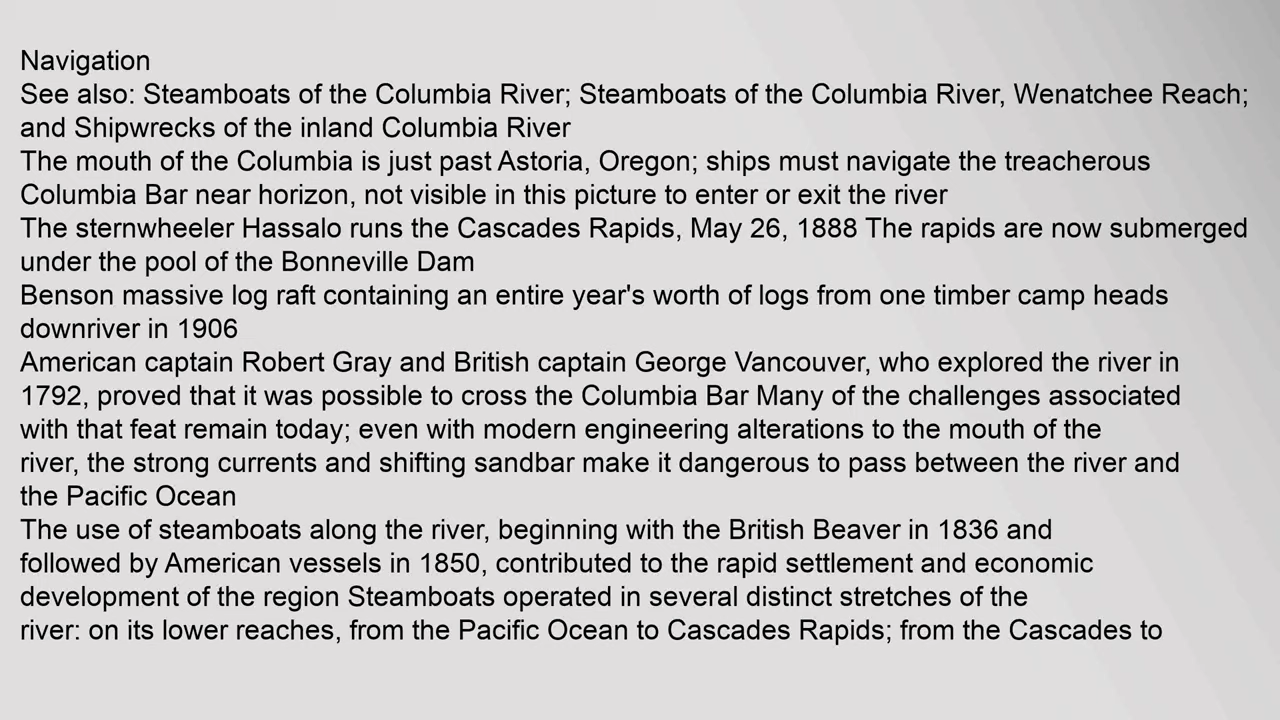 Navigation
See also: Steamboats of the Columbia River; Steamboats of the Columbia River, Wenatchee Reach;
and Shipwrecks of the inland Columbia River
The mouth of the Columbia is just past Astoria, Oregon; ships must navigate the treacherous
Columbia Bar near horizon, not visible in this picture to enter or exit the river
The sternwheeler Hassalo runs the Cascades Rapids, May 26, 1888 The rapids are now submerged
under the pool of the Bonneville Dam
Benson massive log raft containing an entire year's worth of logs from one timber camp heads
downriver in 1906
American captain Robert Gray and British captain George Vancouver, who explored the river in
1792, proved that it was possible to cross the Columbia Bar Many of the challenges associated
with that feat remain today; even with modern engineering alterations to the mouth of the
river, the strong currents and shifting sandbar make it dangerous to pass between the river and
the Pacific Ocean
The use of steamboats along the river, beginning with the British Beaver in 1836 and
followed by American vessels in 1850, contributed to the rapid settlement and economic
development of the region Steamboats operated in several distinct stretches of the
river: on its lower reaches, from the Pacific Ocean to Cascades Rapids; from the Cascades to